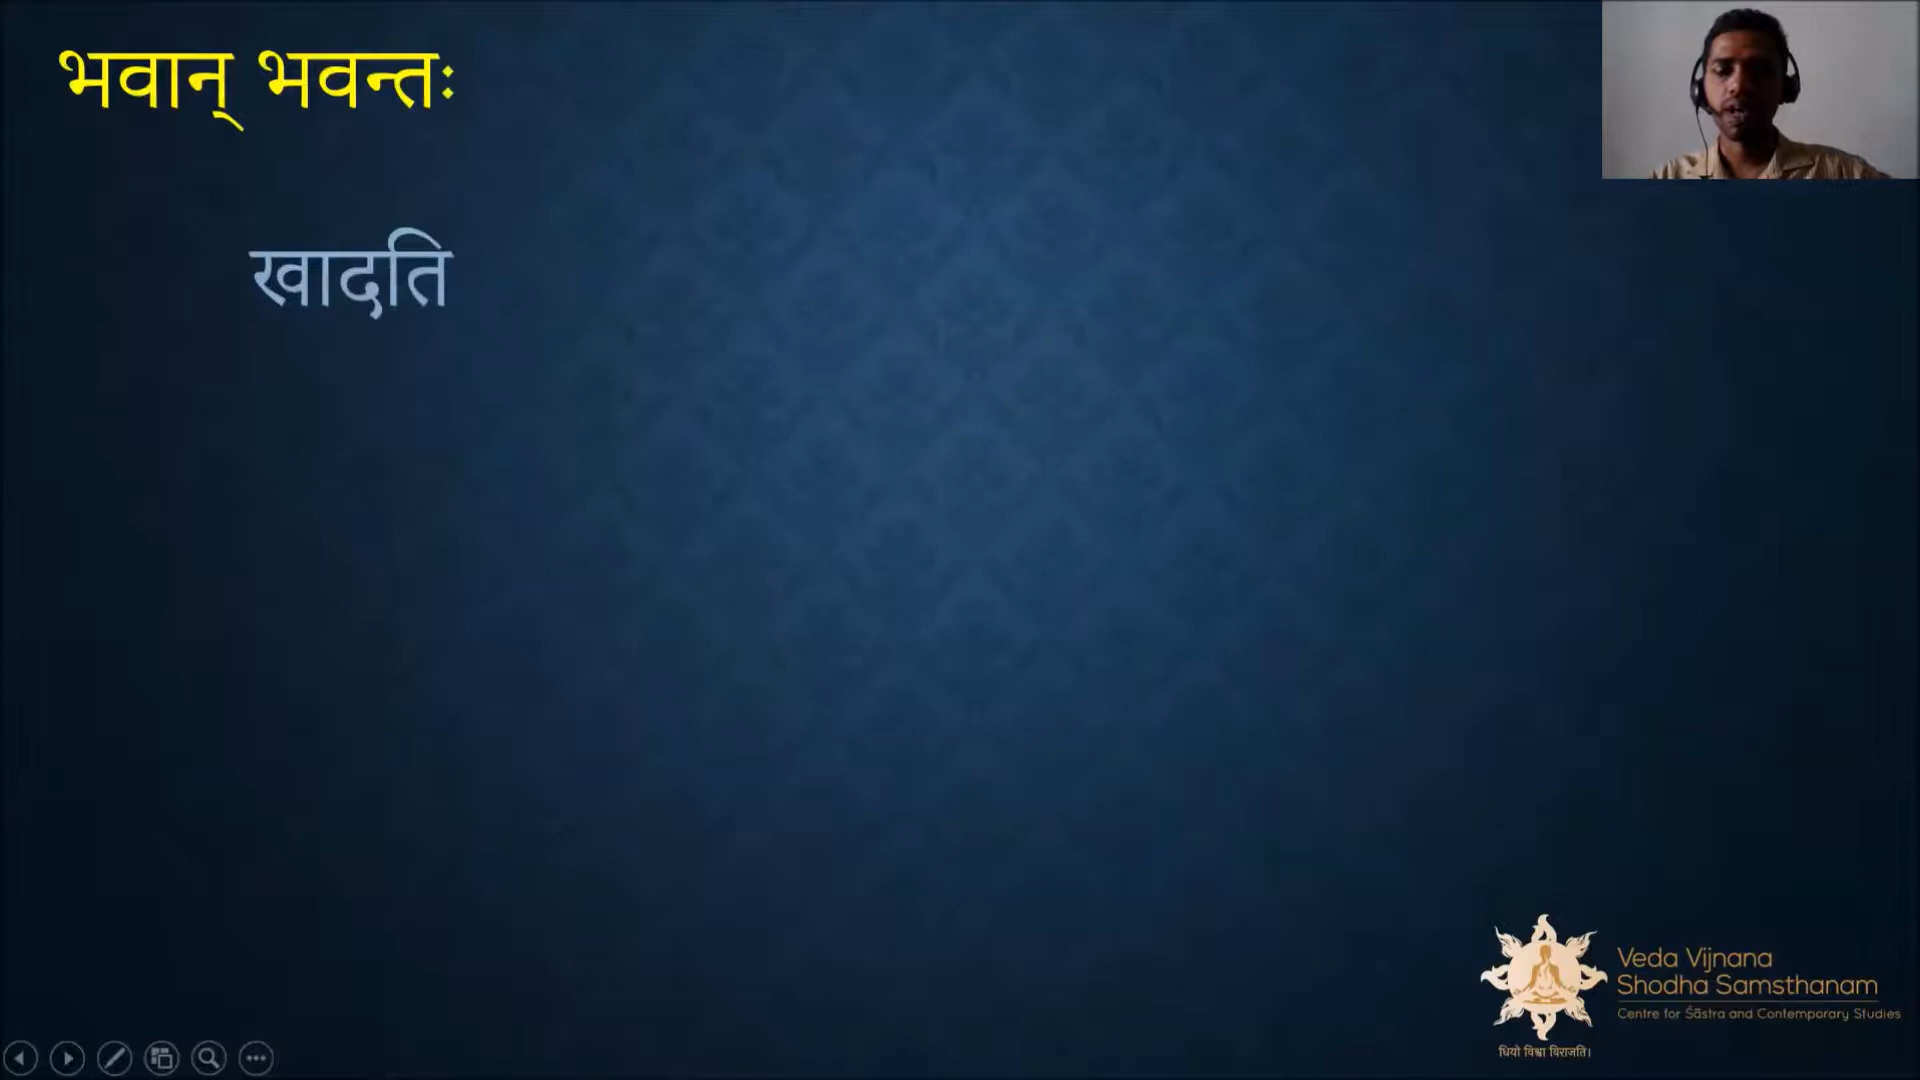 भवान् भवन्तः
खादति
Veda Vijnana
Shodha Samsthanam
Centre for Śāstra and Contemporary Studies
धियो विश्वा विराजति।